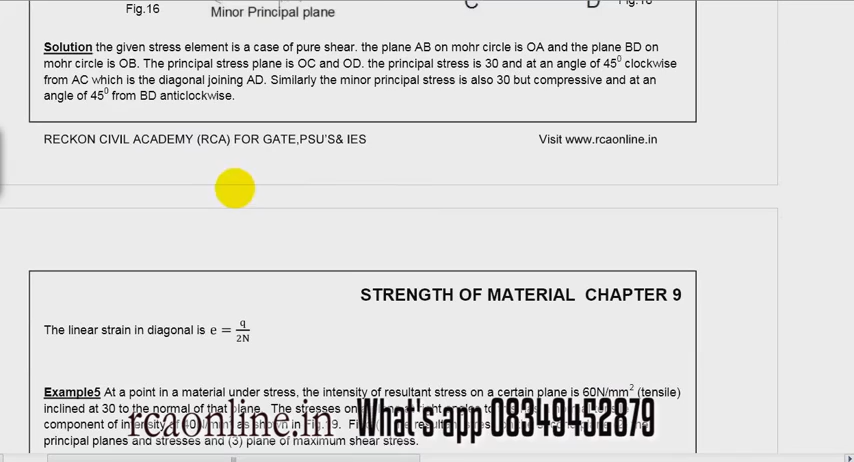 Fig.16
Minor Principal plane
Solution the given stress element is a case of pure shear. the plane AB on mohr circle is OA and the plane BD on
mohr circle is OB. The principal stress plane is OC and OD. the principal stress is 30 and at an angle of 45⁰ clockwise
from AC which is the diagonal joining AD. Similarly the minor principal stress is also 30 but compressive and at an
angle of 45⁰ from BD anticlockwise.
RECKON CIVIL ACADEMY (RCA) FOR GATE,PSU'S& IES Visit www.rcaonline.in
STRENGTH OF MATERIAL CHAPTER 9
The linear strain in diagonal is e = q/2N
Example5 At a point in a material under stress, the intensity of resultant stress on a certain plane is 60N/mm² (tensile)
inclined at 30 to the normal of that plane. The stresses on
component of intensity of 40N/mm² as shown in Fig.19.
principal planes and stresses and (3) plane of maximum shear stress.
rcaonline.in What's app 08349452879